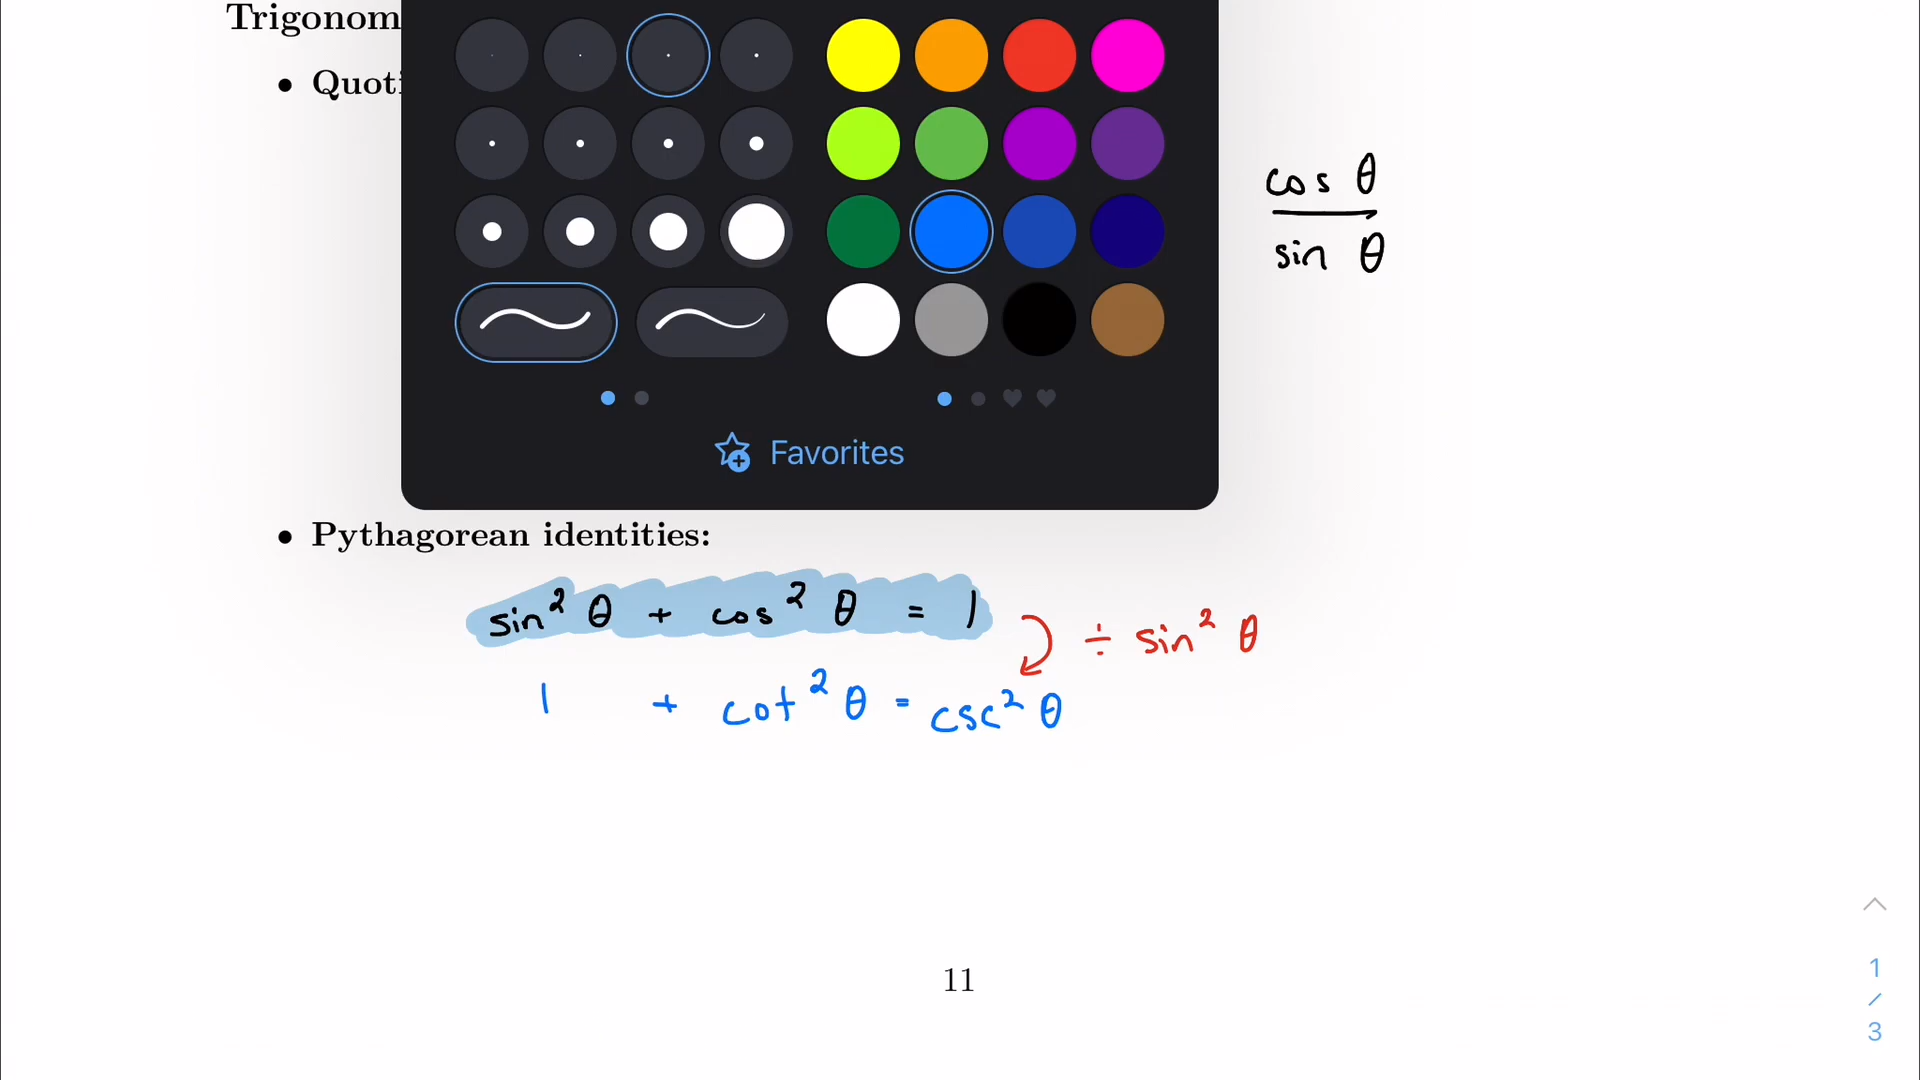 Trigonom
• Quoti
cos θ
sin θ
Favorites
• Pythagorean identities:
sin² θ + cos² θ = 1
÷ sin² θ
1 + cot² θ = csc² θ
11
1
/
3